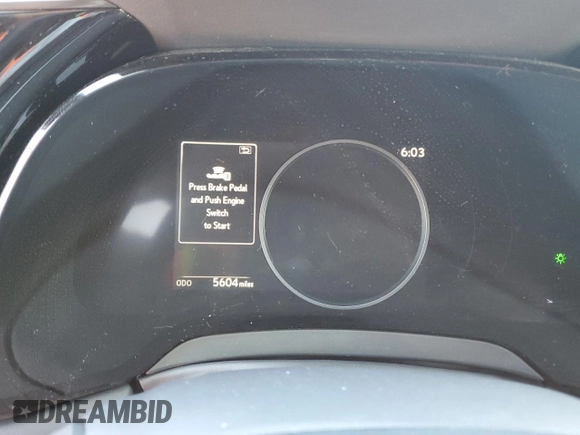 6:03
Press Brake Pedal
and Push Engine
Switch
to Start
ODO 5604 miles
DREAMBID